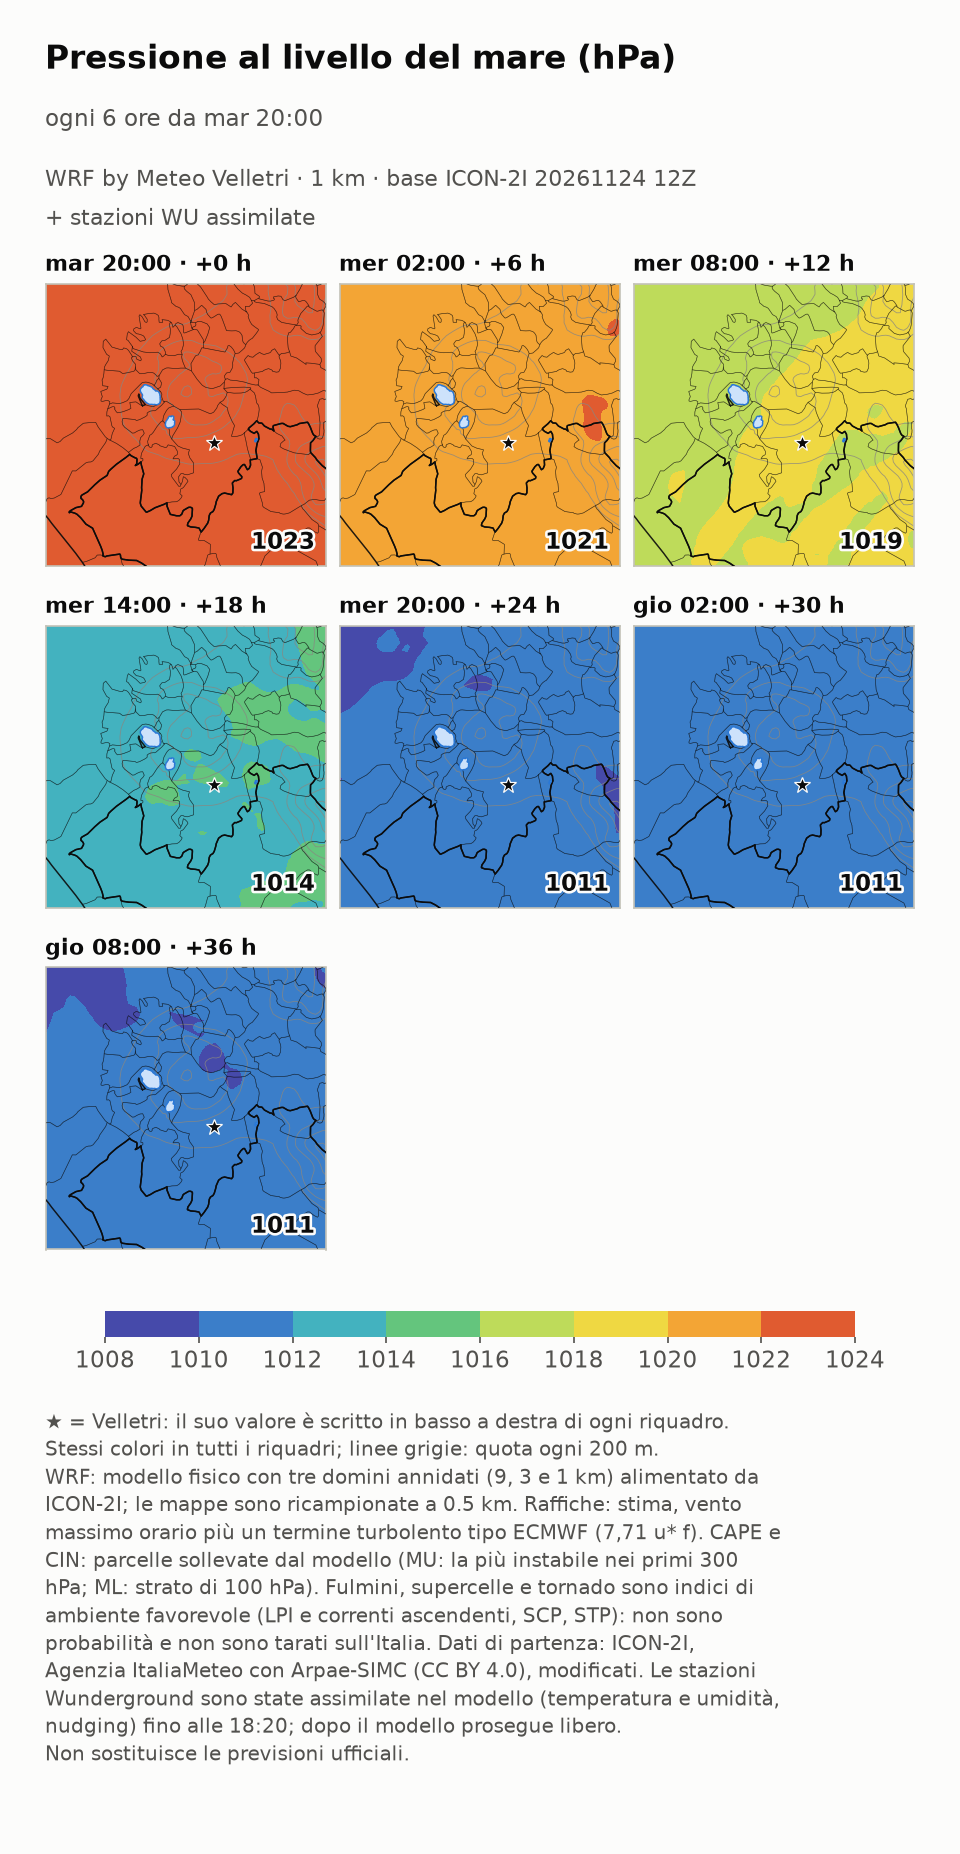 Pressione al livello del mare (hPa)
ogni 6 ore da mar 20:00
WRF by Meteo Velletri · 1 km · base ICON-2I 20261124 12Z
+ stazioni WU assimilate
mar 20:00 · +0 h
mer 02:00 · +6 h
mer 08:00 · +12 h
1023
1021
1019
mer 14:00 · +18 h
mer 20:00 · +24 h
gio 02:00 · +30 h
1014
1011
1011
gio 08:00 · +36 h
1011
1008 1010 1012 1014 1016 1018 1020 1022 1024
★ = Velletri: il suo valore è scritto in basso a destra di ogni riquadro.
Stessi colori in tutti i riquadri; linee grigie: quota ogni 200 m.
WRF: modello fisico con tre domini annidati (9, 3 e 1 km) alimentato da
ICON-2I; le mappe sono ricampionate a 0.5 km. Raffiche: stima, vento
massimo orario più un termine turbolento tipo ECMWF (7,71 u* f). CAPE e
CIN: parcelle sollevate dal modello (MU: la più instabile nei primi 300
hPa; ML: strato di 100 hPa). Fulmini, supercelle e tornado sono indici di
ambiente favorevole (LPI e correnti ascendenti, SCP, STP): non sono
probabilità e non sono tarati sull'Italia. Dati di partenza: ICON-2I,
Agenzia ItaliaMeteo con Arpae-SIMC (CC BY 4.0), modificati. Le stazioni
Wunderground sono state assimilate nel modello (temperatura e umidità,
nudging) fino alle 18:20; dopo il modello prosegue libero.
Non sostituisce le previsioni ufficiali.